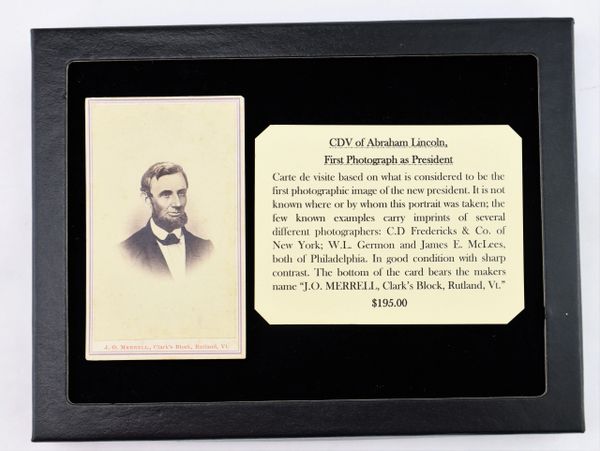 J. O. MERRELL, Clark's Block, Rutland, Vt.
CDV of Abraham Lincoln,
First Photograph as President
Carte de visite based on what is considered to be the
first photographic image of the new president. It is not
known where or by whom this portrait was taken; the
few known examples carry imprints of several
different photographers: C.D Fredericks & Co. of
New York; W.L. Germon and James E. McLees,
both of Philadelphia. In good condition with sharp
contrast. The bottom of the card bears the makers
name “J.O. MERRELL, Clark's Block, Rutland, Vt.”
$195.00